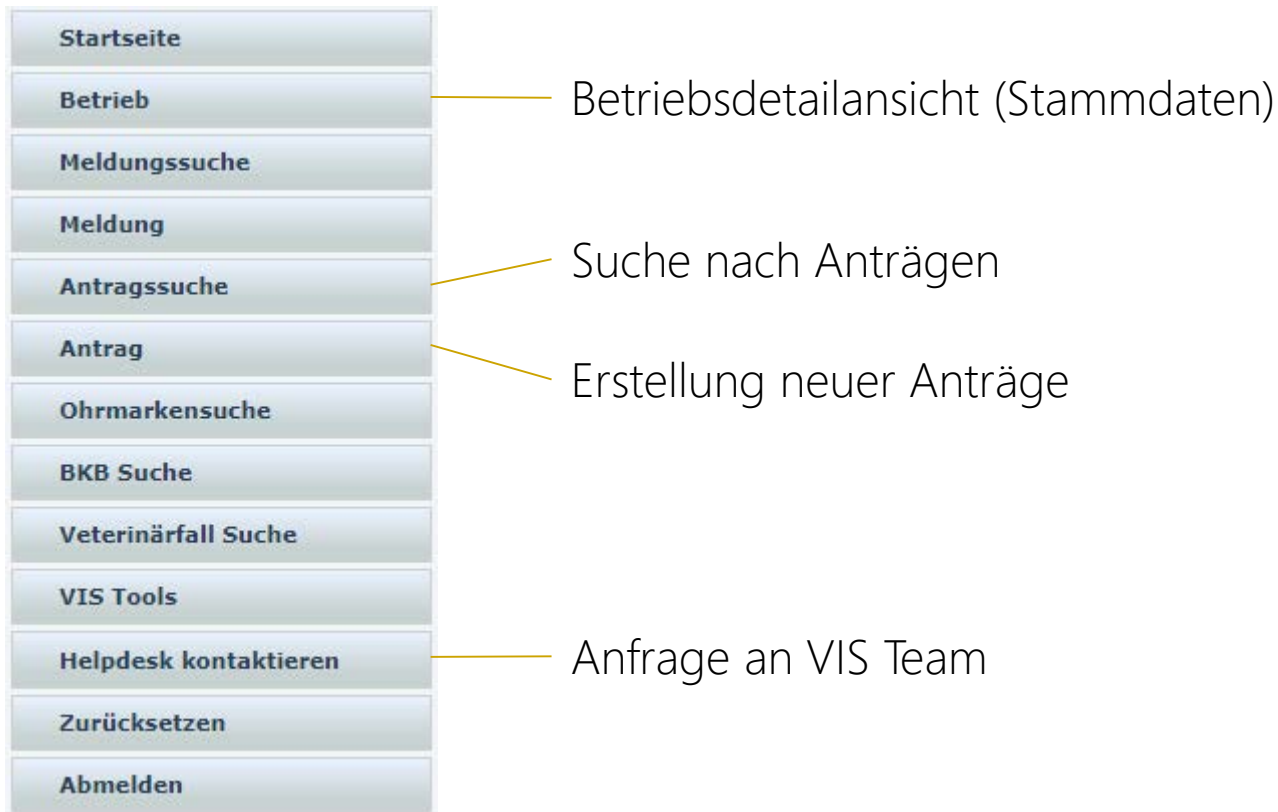 Startseite
Betrieb
Betriebsdetailansicht (Stammdaten)
Meldungssuche
Meldung
Antragssuche
Suche nach Anträgen
Antrag
Erstellung neuer Anträge
Ohrmarkensuche
BKB Suche
Veterinärfall Suche
VIS Tools
Helpdesk kontaktieren
Anfrage an VIS Team
Zurücksetzen
Abmelden